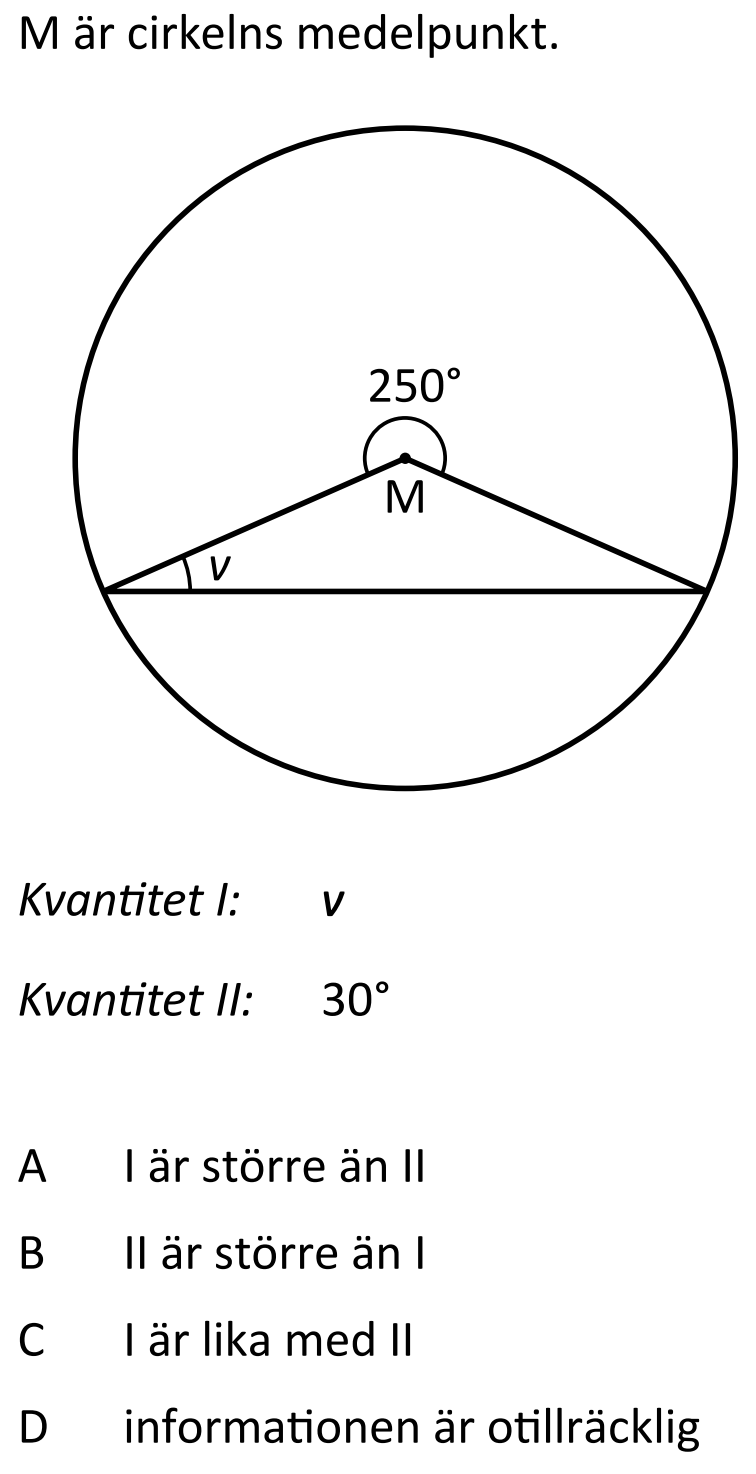 M är cirkelns medelpunkt.
250°
M
v
Kvantitet I: v
Kvantitet II: 30°
A I är större än II
B II är större än I
C I är lika med II
D informationen är otillräcklig